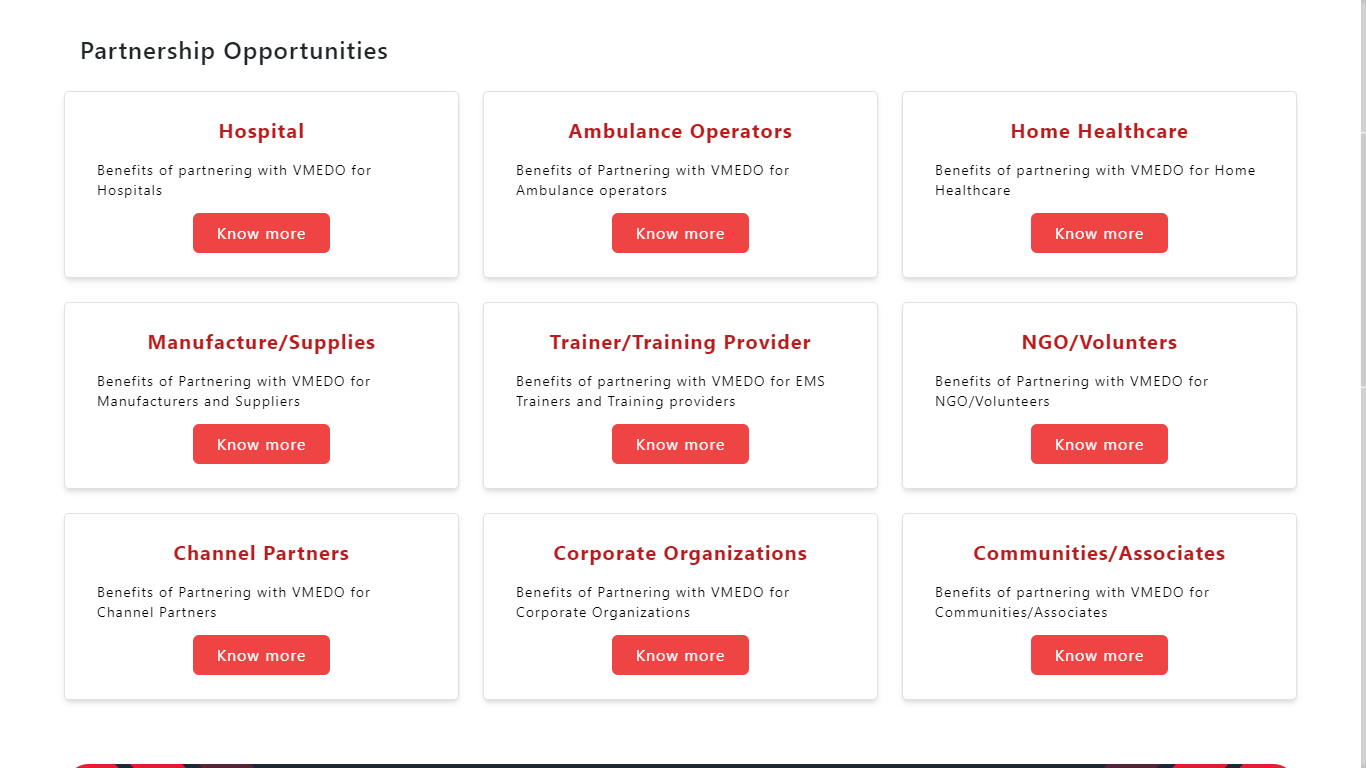 Partnership Opportunities
Hospital
Benefits of partnering with VMEDO for
Hospitals
Know more
Ambulance Operators
Benefits of Partnering with VMEDO for
Ambulance operators
Know more
Home Healthcare
Benefits of partnering with VMEDO for Home
Healthcare
Know more
Manufacture/Supplies
Benefits of Partnering with VMEDO for
Manufacturers and Suppliers
Know more
Trainer/Training Provider
Benefits of partnering with VMEDO for EMS
Trainers and Training providers
Know more
NGO/Volunters
Benefits of Partnering with VMEDO for
NGO/Volunteers
Know more
Channel Partners
Benefits of Partnering with VMEDO for
Channel Partners
Know more
Corporate Organizations
Benefits of Partnering with VMEDO for
Corporate Organizations
Know more
Communities/Associates
Benefits of partnering with VMEDO for
Communities/Associates
Know more